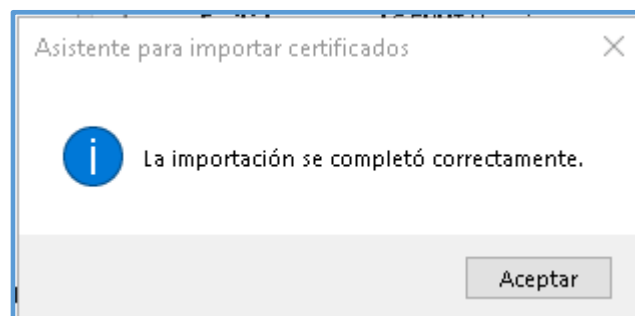 Asistente para importar certificados
La importación se completó correctamente.
Aceptar